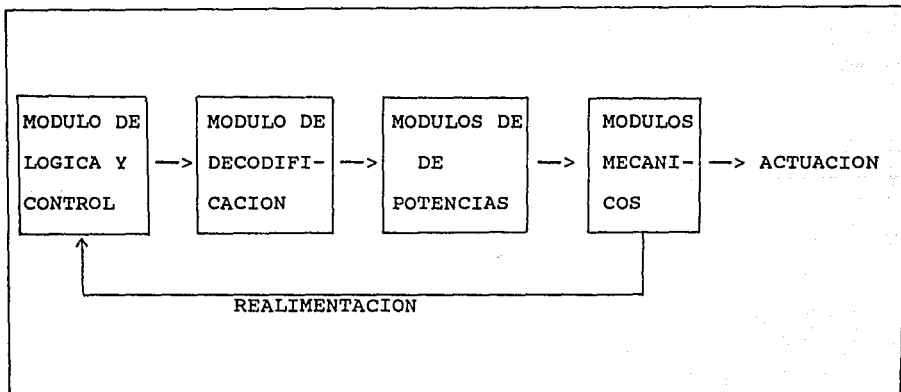 MODULO DE
LOGICA Y
CONTROL
MODULO DE
DECODIFI-
CACION
MODULOS DE
DE
POTENCIAS
MODULOS
MECANI-
COS
ACTUACION
REALIMENTACION